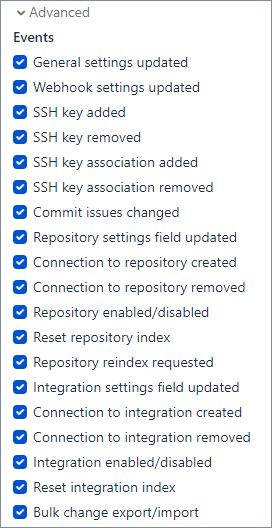 Advanced
Events
General settings updated
Webhook settings updated
SSH key added
SSH key removed
SSH key association added
SSH key association removed
Commit issues changed
Repository settings field updated
Connection to repository created
Connection to repository removed
Repository enabled/disabled
Reset repository index
Repository reindex requested
Integration settings field updated
Connection to integration created
Connection to integration removed
Integration enabled/disabled
Reset integration index
Bulk change export/import